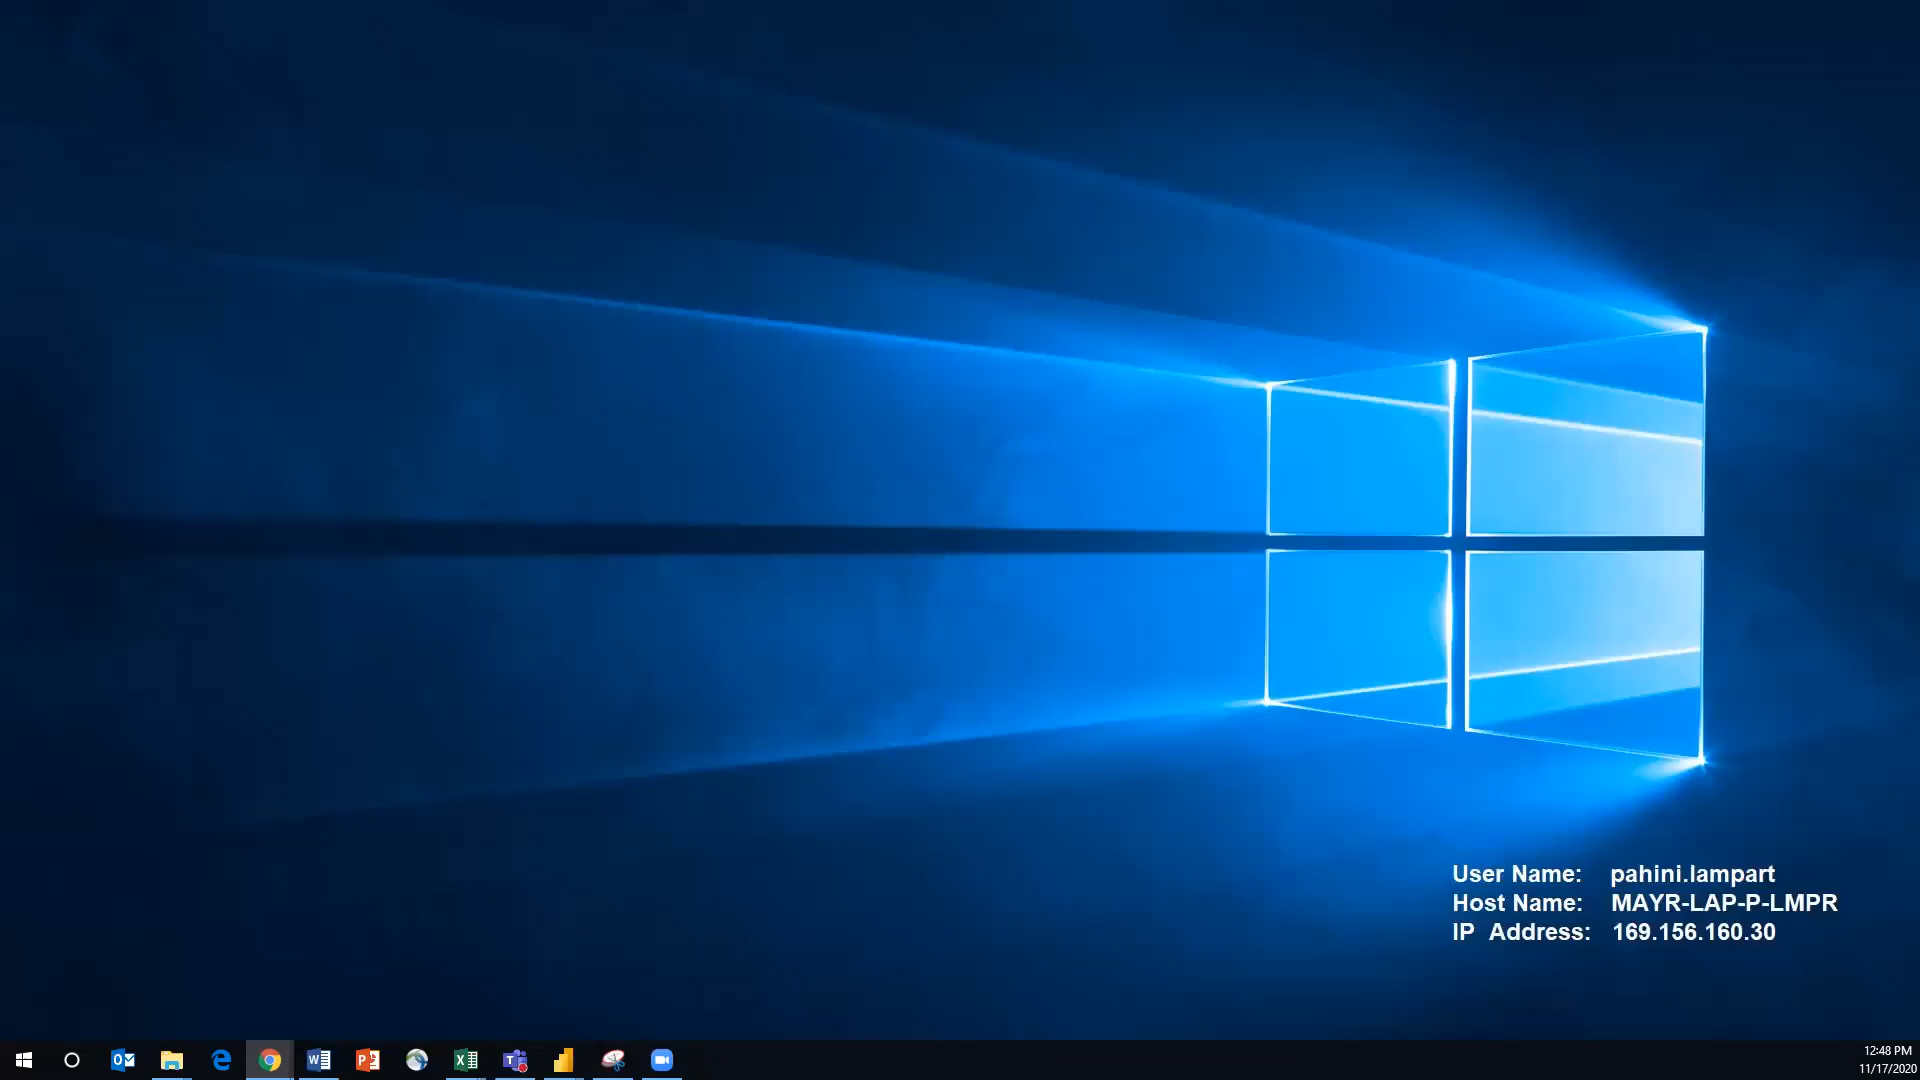 User Name: pahini.lampart
Host Name: MAYR-LAP-P-LMPR
IP Address: 169.156.160.30
12:48 PM
11/17/2020